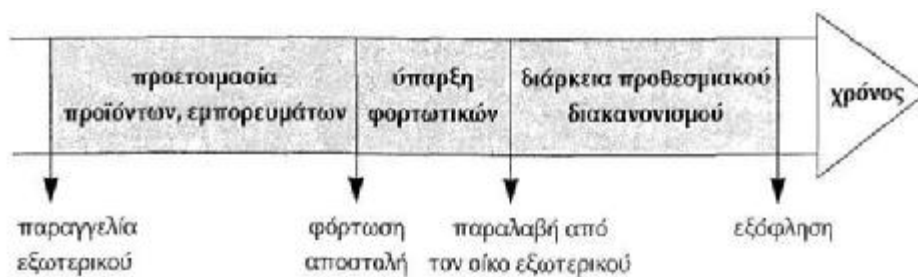 προετοιμασία
προϊόντων, εμπορευμάτων
ύπαρξη
φορτωτικών
διάρκεια προθεσμιακού
διακανονισμού
χρόνος
παραγγελία
εξωτερικού
φόρτωση
αποστολή
παραλαβή από
τον οίκο εξωτερικού
εξόφληση